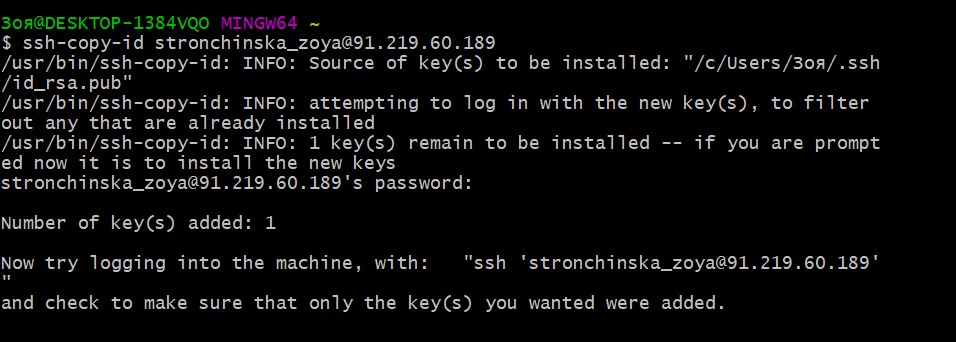 Зоя@DESKTOP-1384VQO MINGW64 ~
$ ssh-copy-id stronchinska_zoya@91.219.60.189
/usr/bin/ssh-copy-id: INFO: Source of key(s) to be installed: "/c/Users/Зоя/.ssh
/id_rsa.pub"
/usr/bin/ssh-copy-id: INFO: attempting to log in with the new key(s), to filter
out any that are already installed
/usr/bin/ssh-copy-id: INFO: 1 key(s) remain to be installed -- if you are prompt
ed now it is to install the new keys
stronchinska_zoya@91.219.60.189's password:
Number of key(s) added: 1
Now try logging into the machine, with:   "ssh 'stronchinska_zoya@91.219.60.189'
"
and check to make sure that only the key(s) you wanted were added.